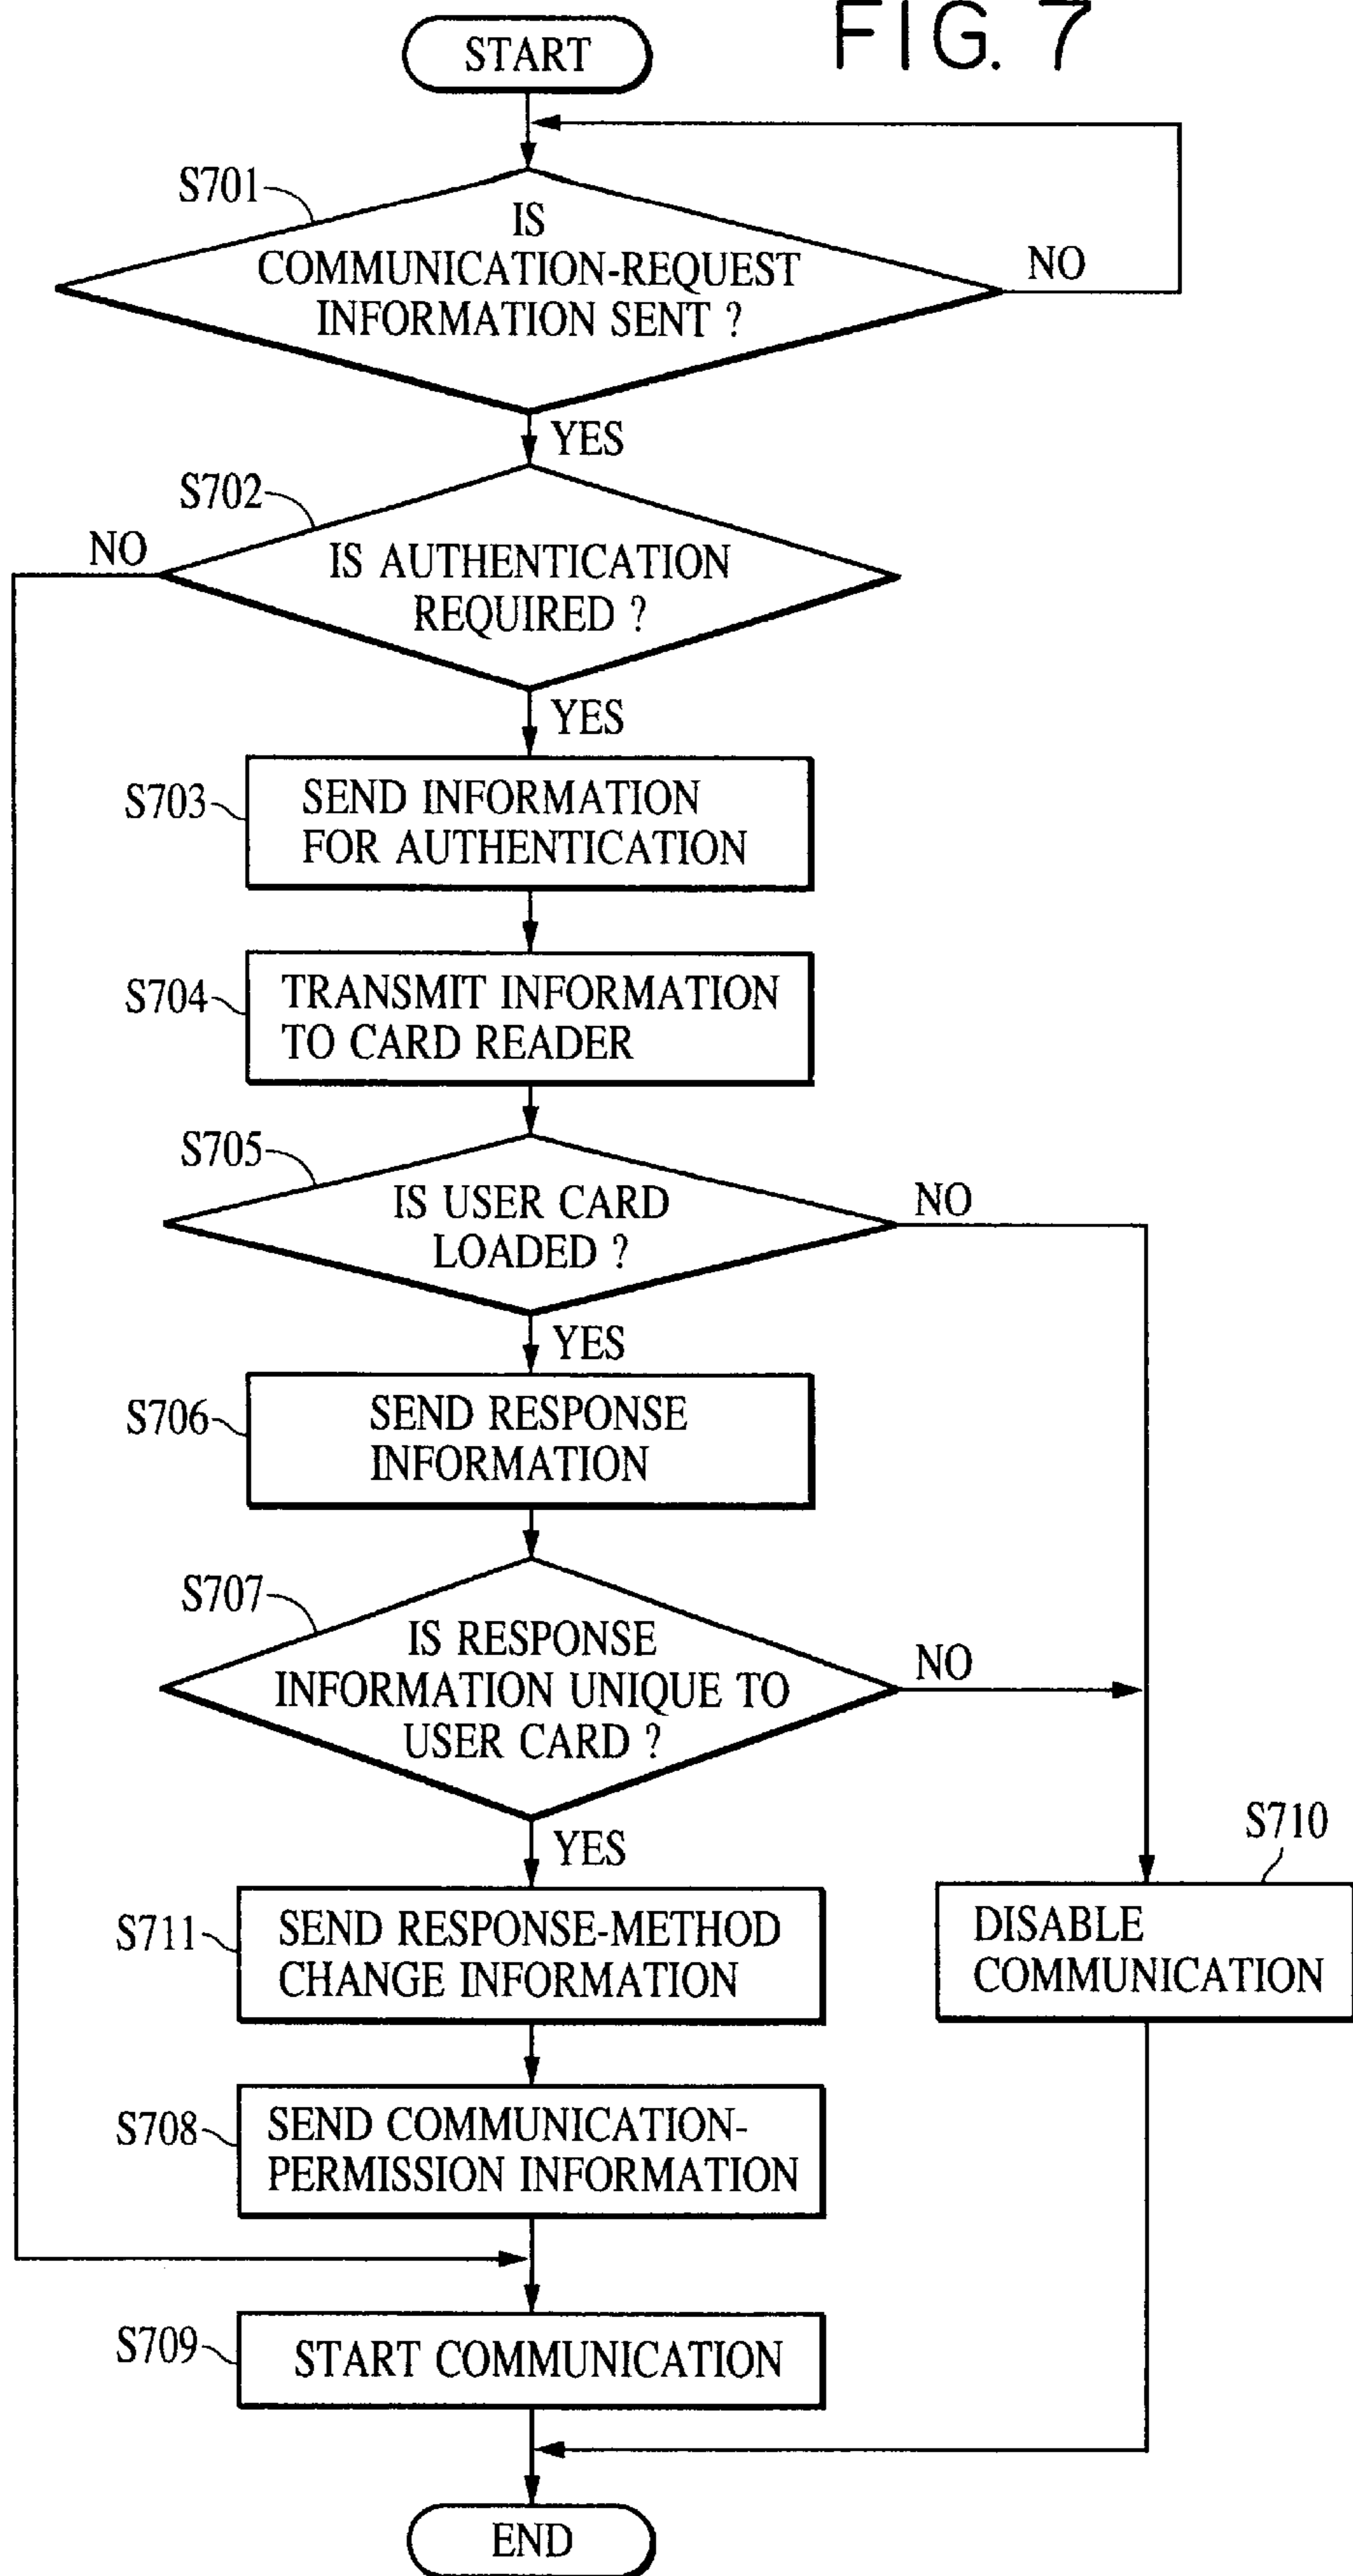 FIG. 7
START
S701
IS
COMMUNICATION-REQUEST
INFORMATION SENT ?
NO
YES
S702
NO
IS AUTHENTICATION
REQUIRED ?
YES
S703
SEND INFORMATION
FOR AUTHENTICATION
S704
TRANSMIT INFORMATION
TO CARD READER
S705
IS USER CARD
LOADED ?
NO
YES
S706
SEND RESPONSE
INFORMATION
S707
IS RESPONSE
INFORMATION UNIQUE TO
USER CARD ?
NO
YES
S711
SEND RESPONSE-METHOD
CHANGE INFORMATION
S710
DISABLE
COMMUNICATION
S708
SEND COMMUNICATION-
PERMISSION INFORMATION
S709
START COMMUNICATION
END